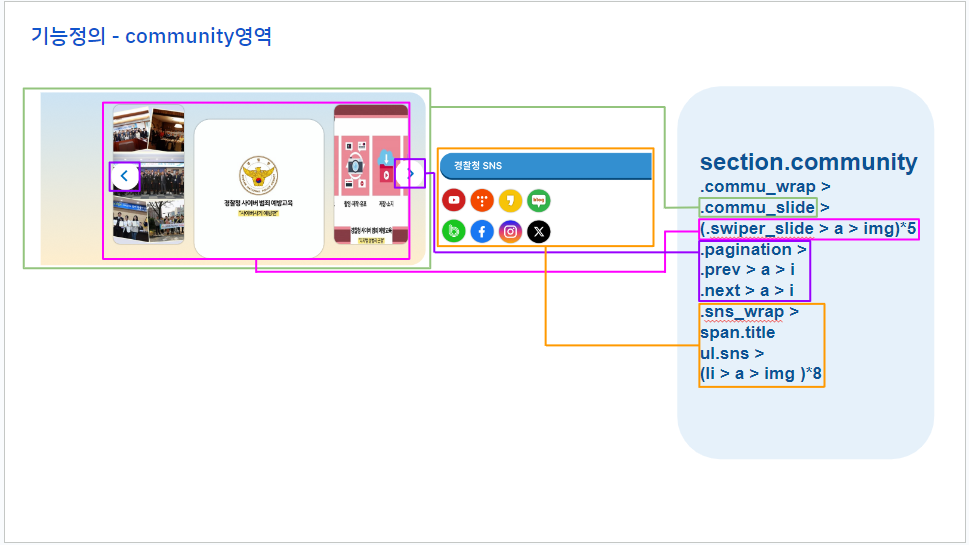 기능정의 - community영역
경찰청 사이버 범죄 예방교육
경찰청 SNS
blog
section.community
.commu_wrap >
.commu_slide >
(.swiper_slide > a > img)*5
.pagination >
.prev > a > i
.next > a > i
.sns_wrap >
span.title
ul.sns >
(li > a > img )*8